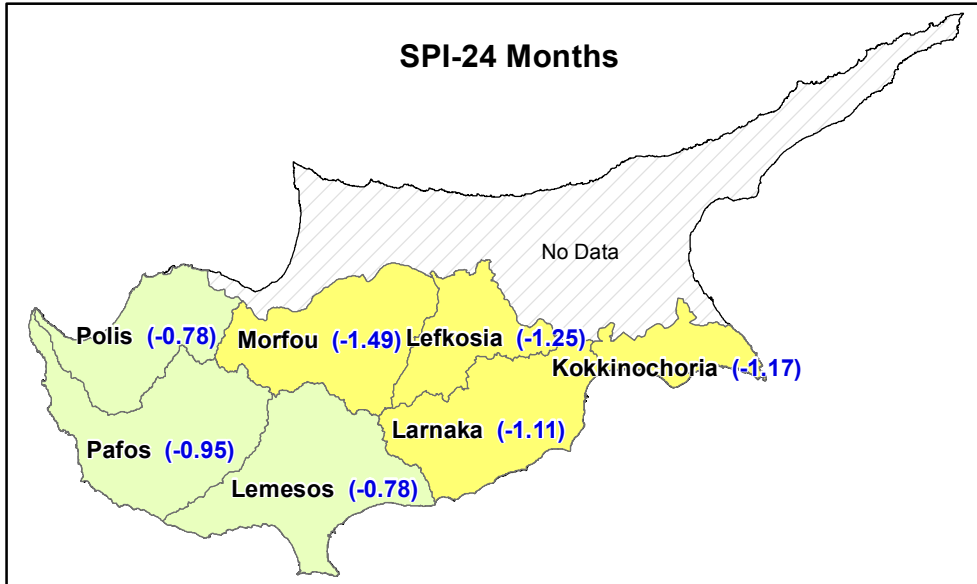 SPI-24 Months
No Data
Polis (-0.78)
Morfou (-1.49)
Lefkosia (-1.25)
Kokkinochoria (-1.17)
Pafos (-0.95)
Larnaka (-1.11)
Lemesos (-0.78)